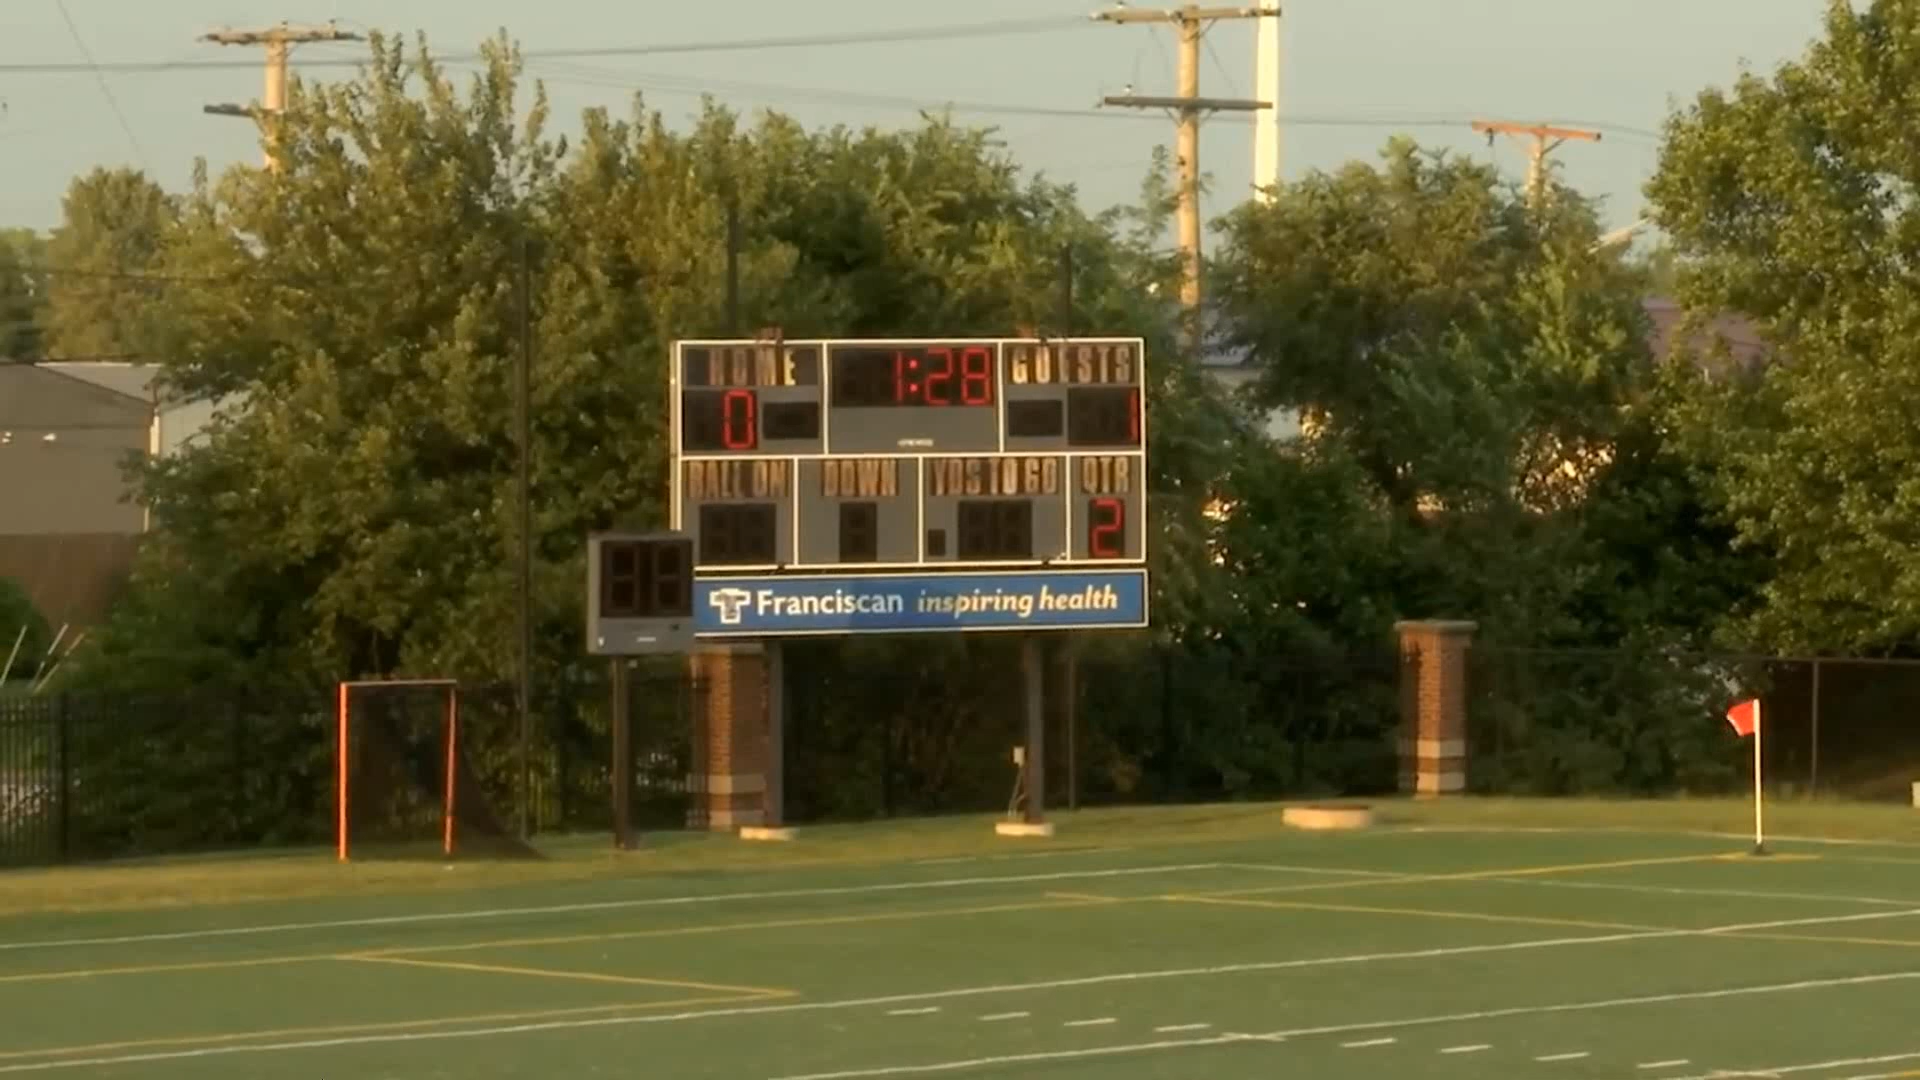 HOME 1:28 GUESTS
0 1
BALL ON DOWN YDS TO GO QTR
2
Franciscan inspiring health